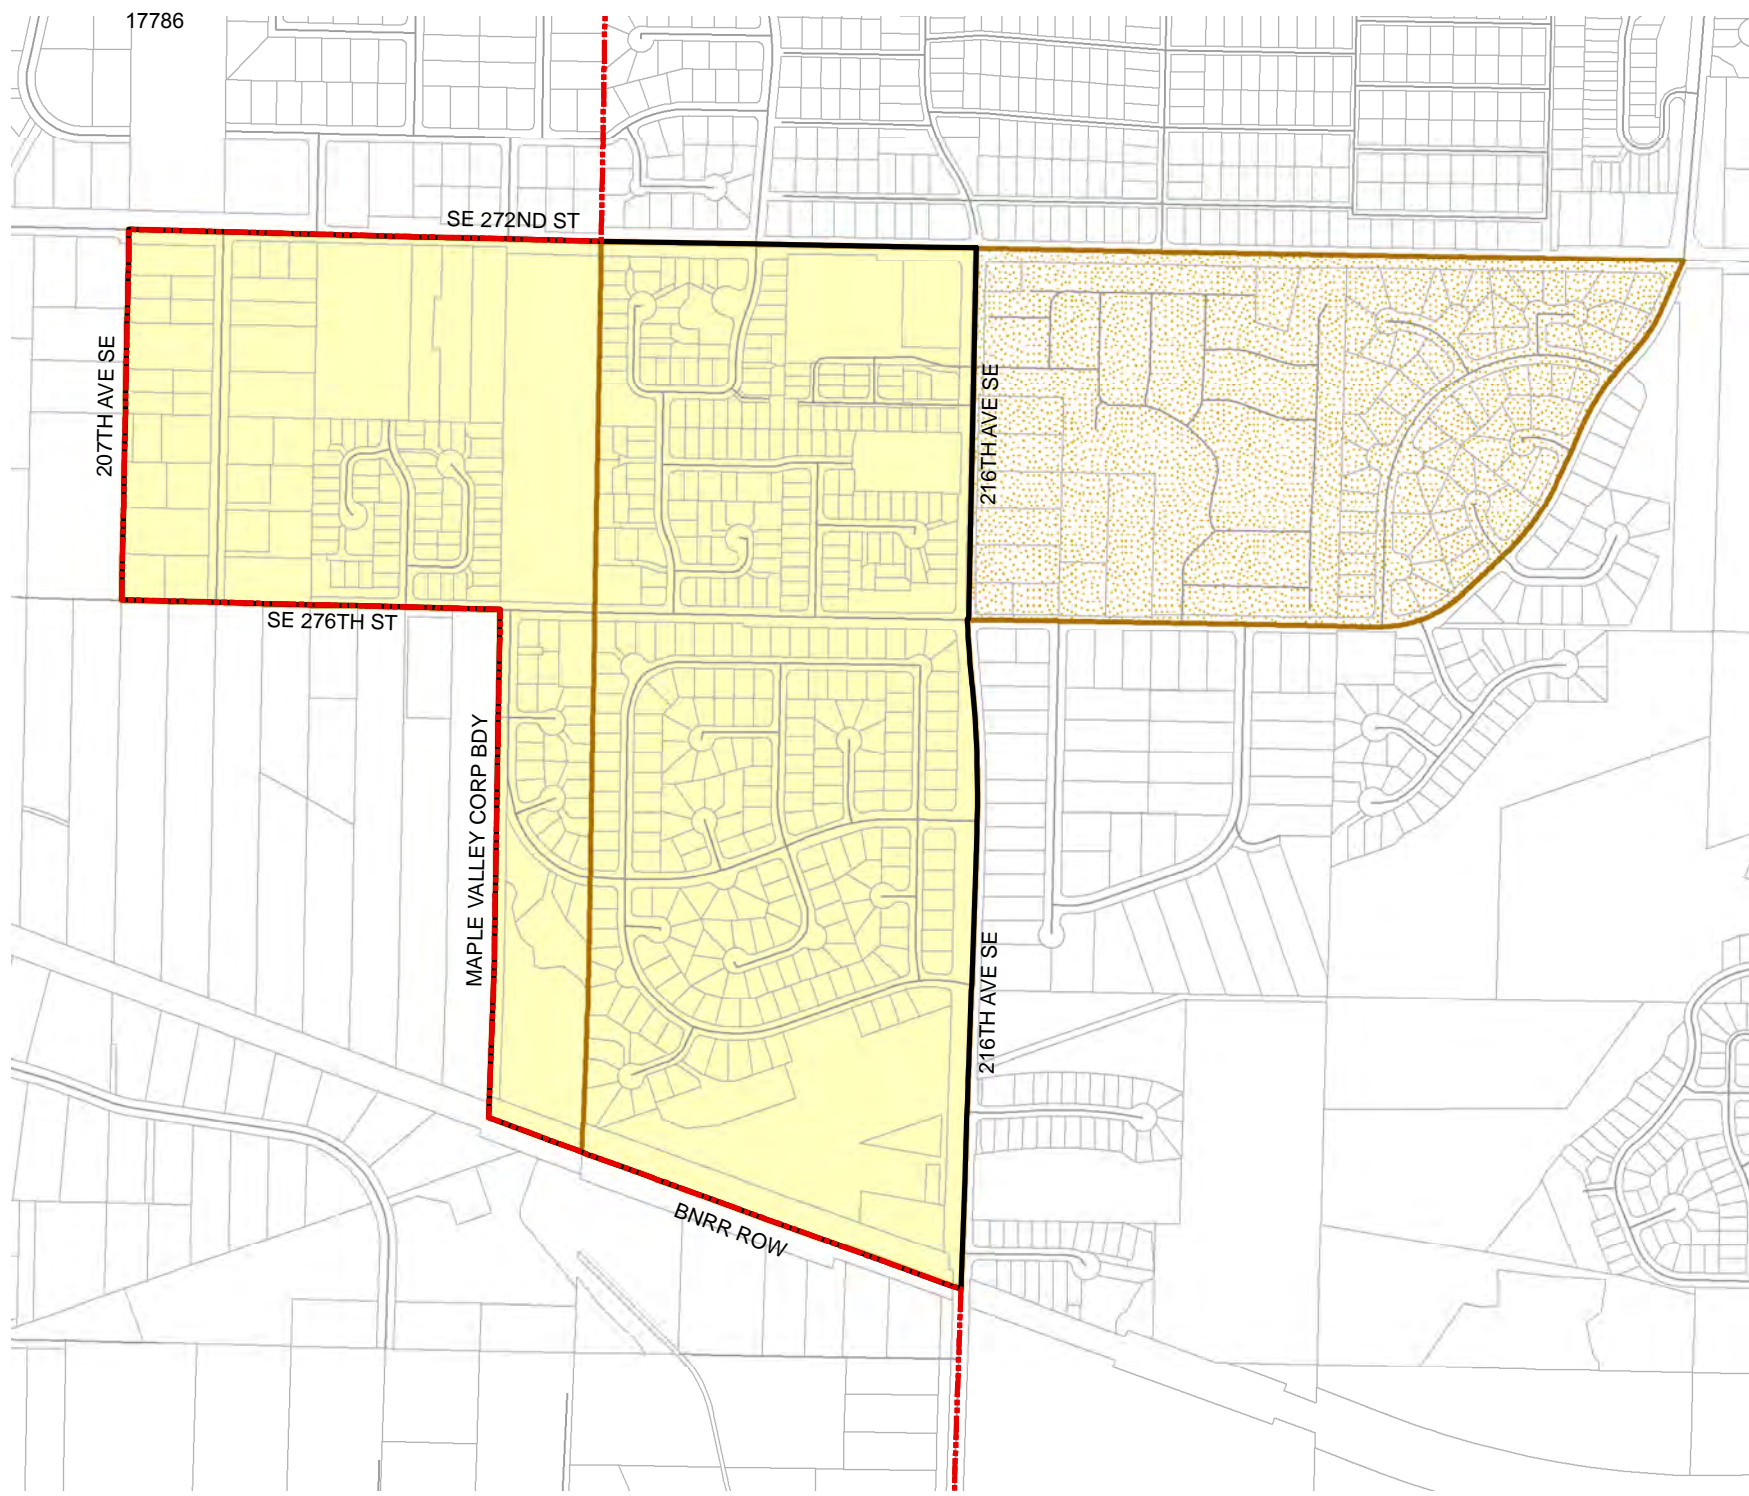 17786
SE 272ND ST
207TH AVE SE
216TH AVE SE
SE 276TH ST
MAPLE VALLEY CORP BDY
216TH AVE SE
BNRR ROW